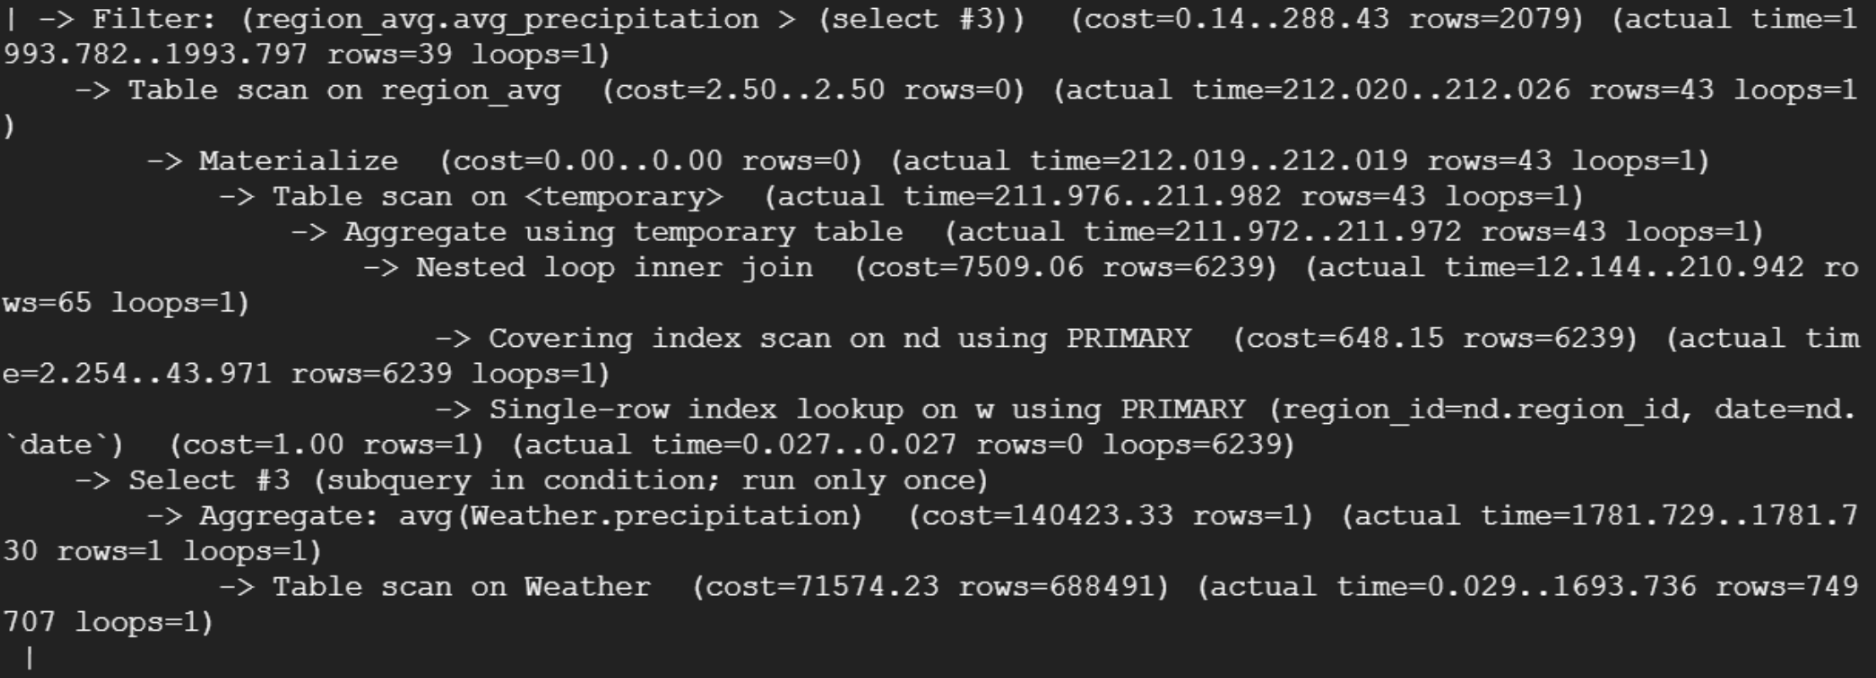 | -> Filter: (region_avg.avg_precipitation > (select #3))  (cost=0.14..288.43 rows=2079) (actual time=1
993.782..1993.797 rows=39 loops=1)
    -> Table scan on region_avg  (cost=2.50..2.50 rows=0) (actual time=212.020..212.026 rows=43 loops=1
)
        -> Materialize  (cost=0.00..0.00 rows=0) (actual time=212.019..212.019 rows=43 loops=1)
            -> Table scan on <temporary>  (actual time=211.976..211.982 rows=43 loops=1)
                -> Aggregate using temporary table  (actual time=211.972..211.972 rows=43 loops=1)
                    -> Nested loop inner join  (cost=7509.06 rows=6239) (actual time=12.144..210.942 ro
ws=65 loops=1)
                        -> Covering index scan on nd using PRIMARY  (cost=648.15 rows=6239) (actual tim
e=2.254..43.971 rows=6239 loops=1)
                        -> Single-row index lookup on w using PRIMARY (region_id=nd.region_id, date=nd.
`date`)  (cost=1.00 rows=1) (actual time=0.027..0.027 rows=0 loops=6239)
    -> Select #3 (subquery in condition; run only once)
        -> Aggregate: avg(Weather.precipitation)  (cost=140423.33 rows=1) (actual time=1781.729..1781.7
30 rows=1 loops=1)
            -> Table scan on Weather  (cost=71574.23 rows=688491) (actual time=0.029..1693.736 rows=749
707 loops=1)
 |